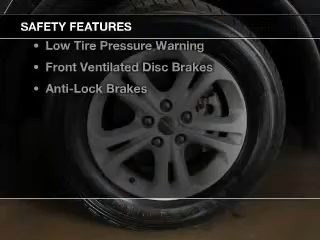 SAFETY FEATURES
• Low Tire Pressure Warning
• Front Ventilated Disc Brakes
• Anti-Lock Brakes